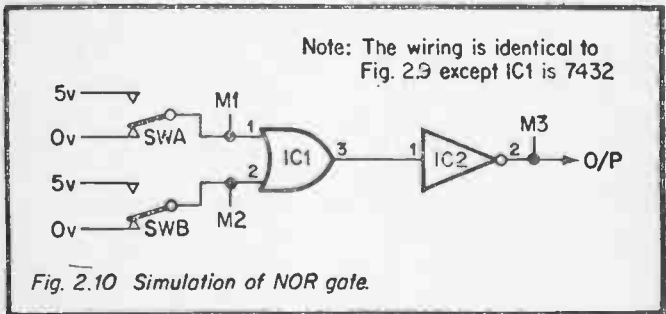 Note: The wiring is identical to
Fig. 2.9 except IC1 is 7432
5v
M1
0v
SWA
1
IC1
3
1
IC2
2
M3
O/P
5v
2
0v
SWB
M2
Fig. 2.10 Simulation of NOR gate.